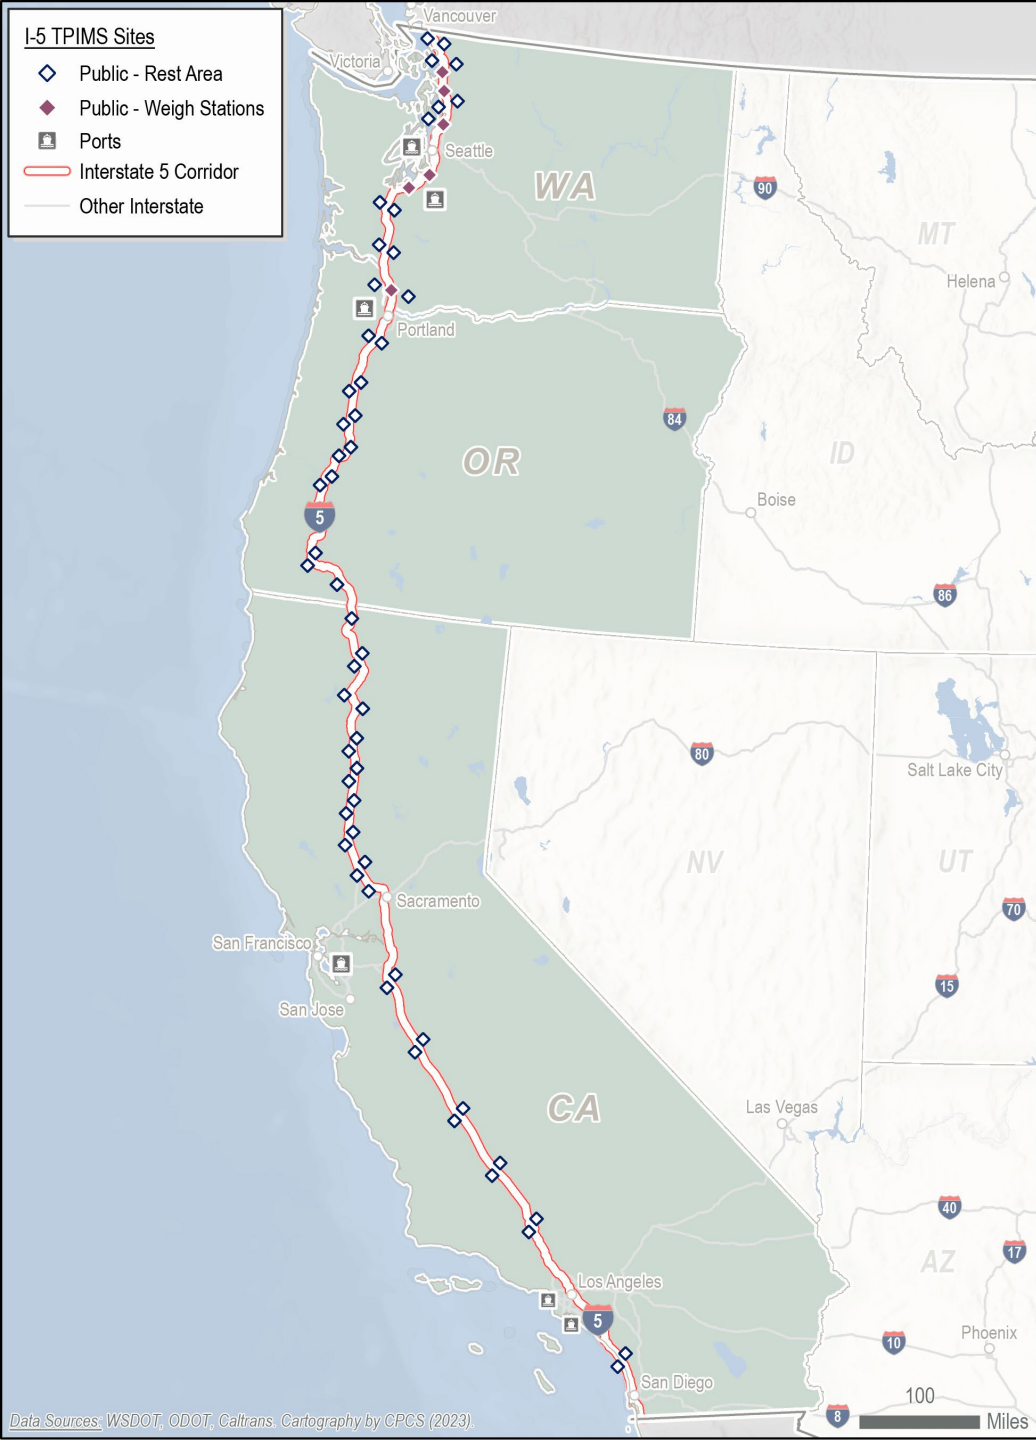 I-5 TPIMS Sites
Public - Rest Area
Public - Weigh Stations
Ports
Interstate 5 Corridor
Other Interstate
Vancouver
Victoria
Seattle
WA
90
MT
Helena
Portland
84
OR
ID
Boise
5
86
80
Salt Lake City
NV
UT
Sacramento
70
San Francisco
15
San Jose
CA
Las Vegas
40
17
AZ
Los Angeles
5
10
Phoenix
San Diego
100
8
Miles
Data Sources: WSDOT, ODOT, Caltrans. Cartography by CPCS (2023).